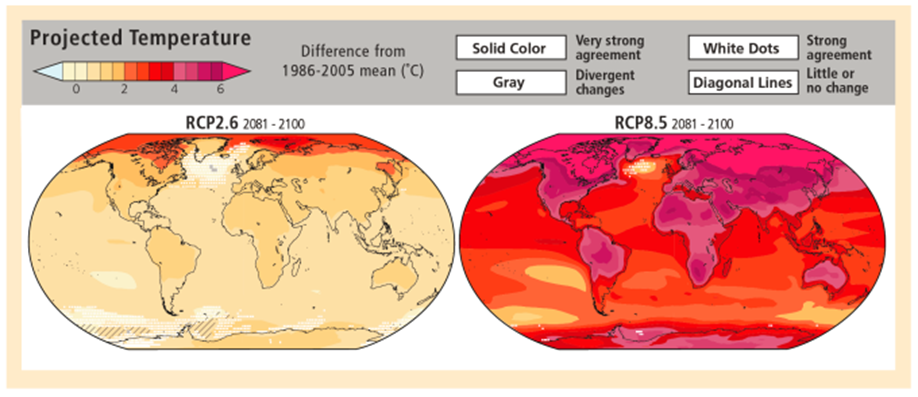 Projected Temperature
0 2 4 6
Difference from
1986-2005 mean (˚C)
Solid Color
Very strong
agreement
White Dots
Strong
agreement
Gray
Divergent
changes
Diagonal Lines
Little or
no change
RCP2.6 2081 - 2100
RCP8.5 2081 - 2100